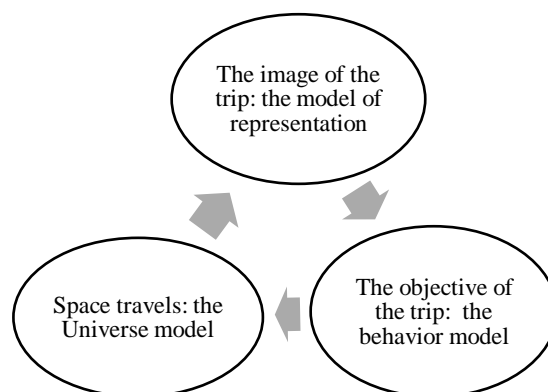 The image of the
trip: the model of
representation
Space travels: the
Universe model
The objective of
the trip:  the
behavior model